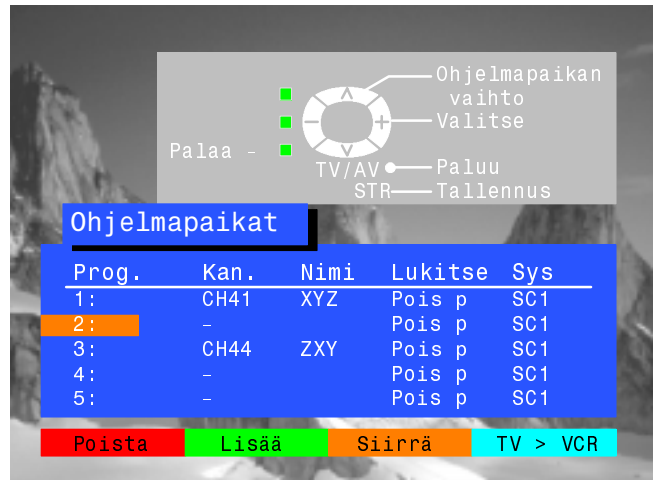 Ohjelmapaikan
vaihto
Valitse
Palaa –
TV/AV Paluu
STR Tallennus
Ohjelmapaikat
Prog. Kan. Nimi Lukitse Sys
1: CH41 XYZ Pois p SC1
2: – Pois p SC1
3: CH44 ZXY Pois p SC1
4: – Pois p SC1
5: – Pois p SC1
Poista Lisää Siirrä TV > VCR